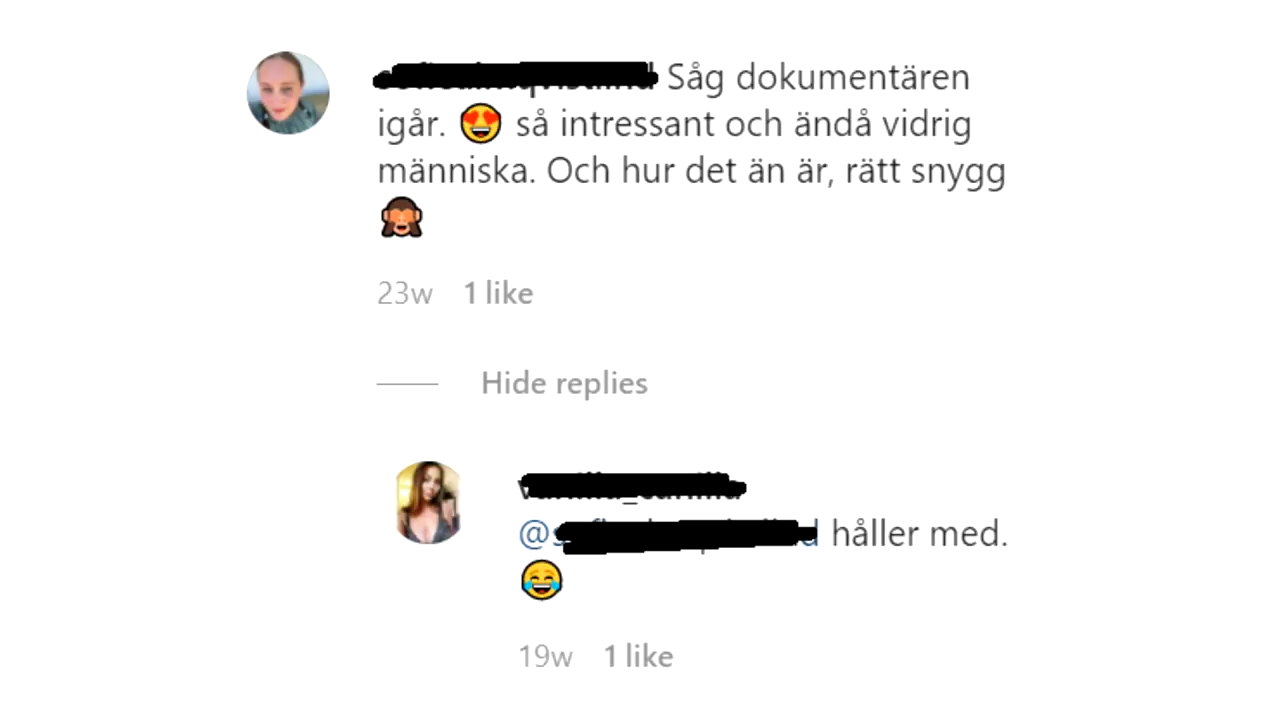 Såg dokumentären
igår. 😍 så intressant och ändå vidrig
människa. Och hur det än är, rätt snygg
🙈
23w 1 like
Hide replies
@ håller med.
😂
19w 1 like